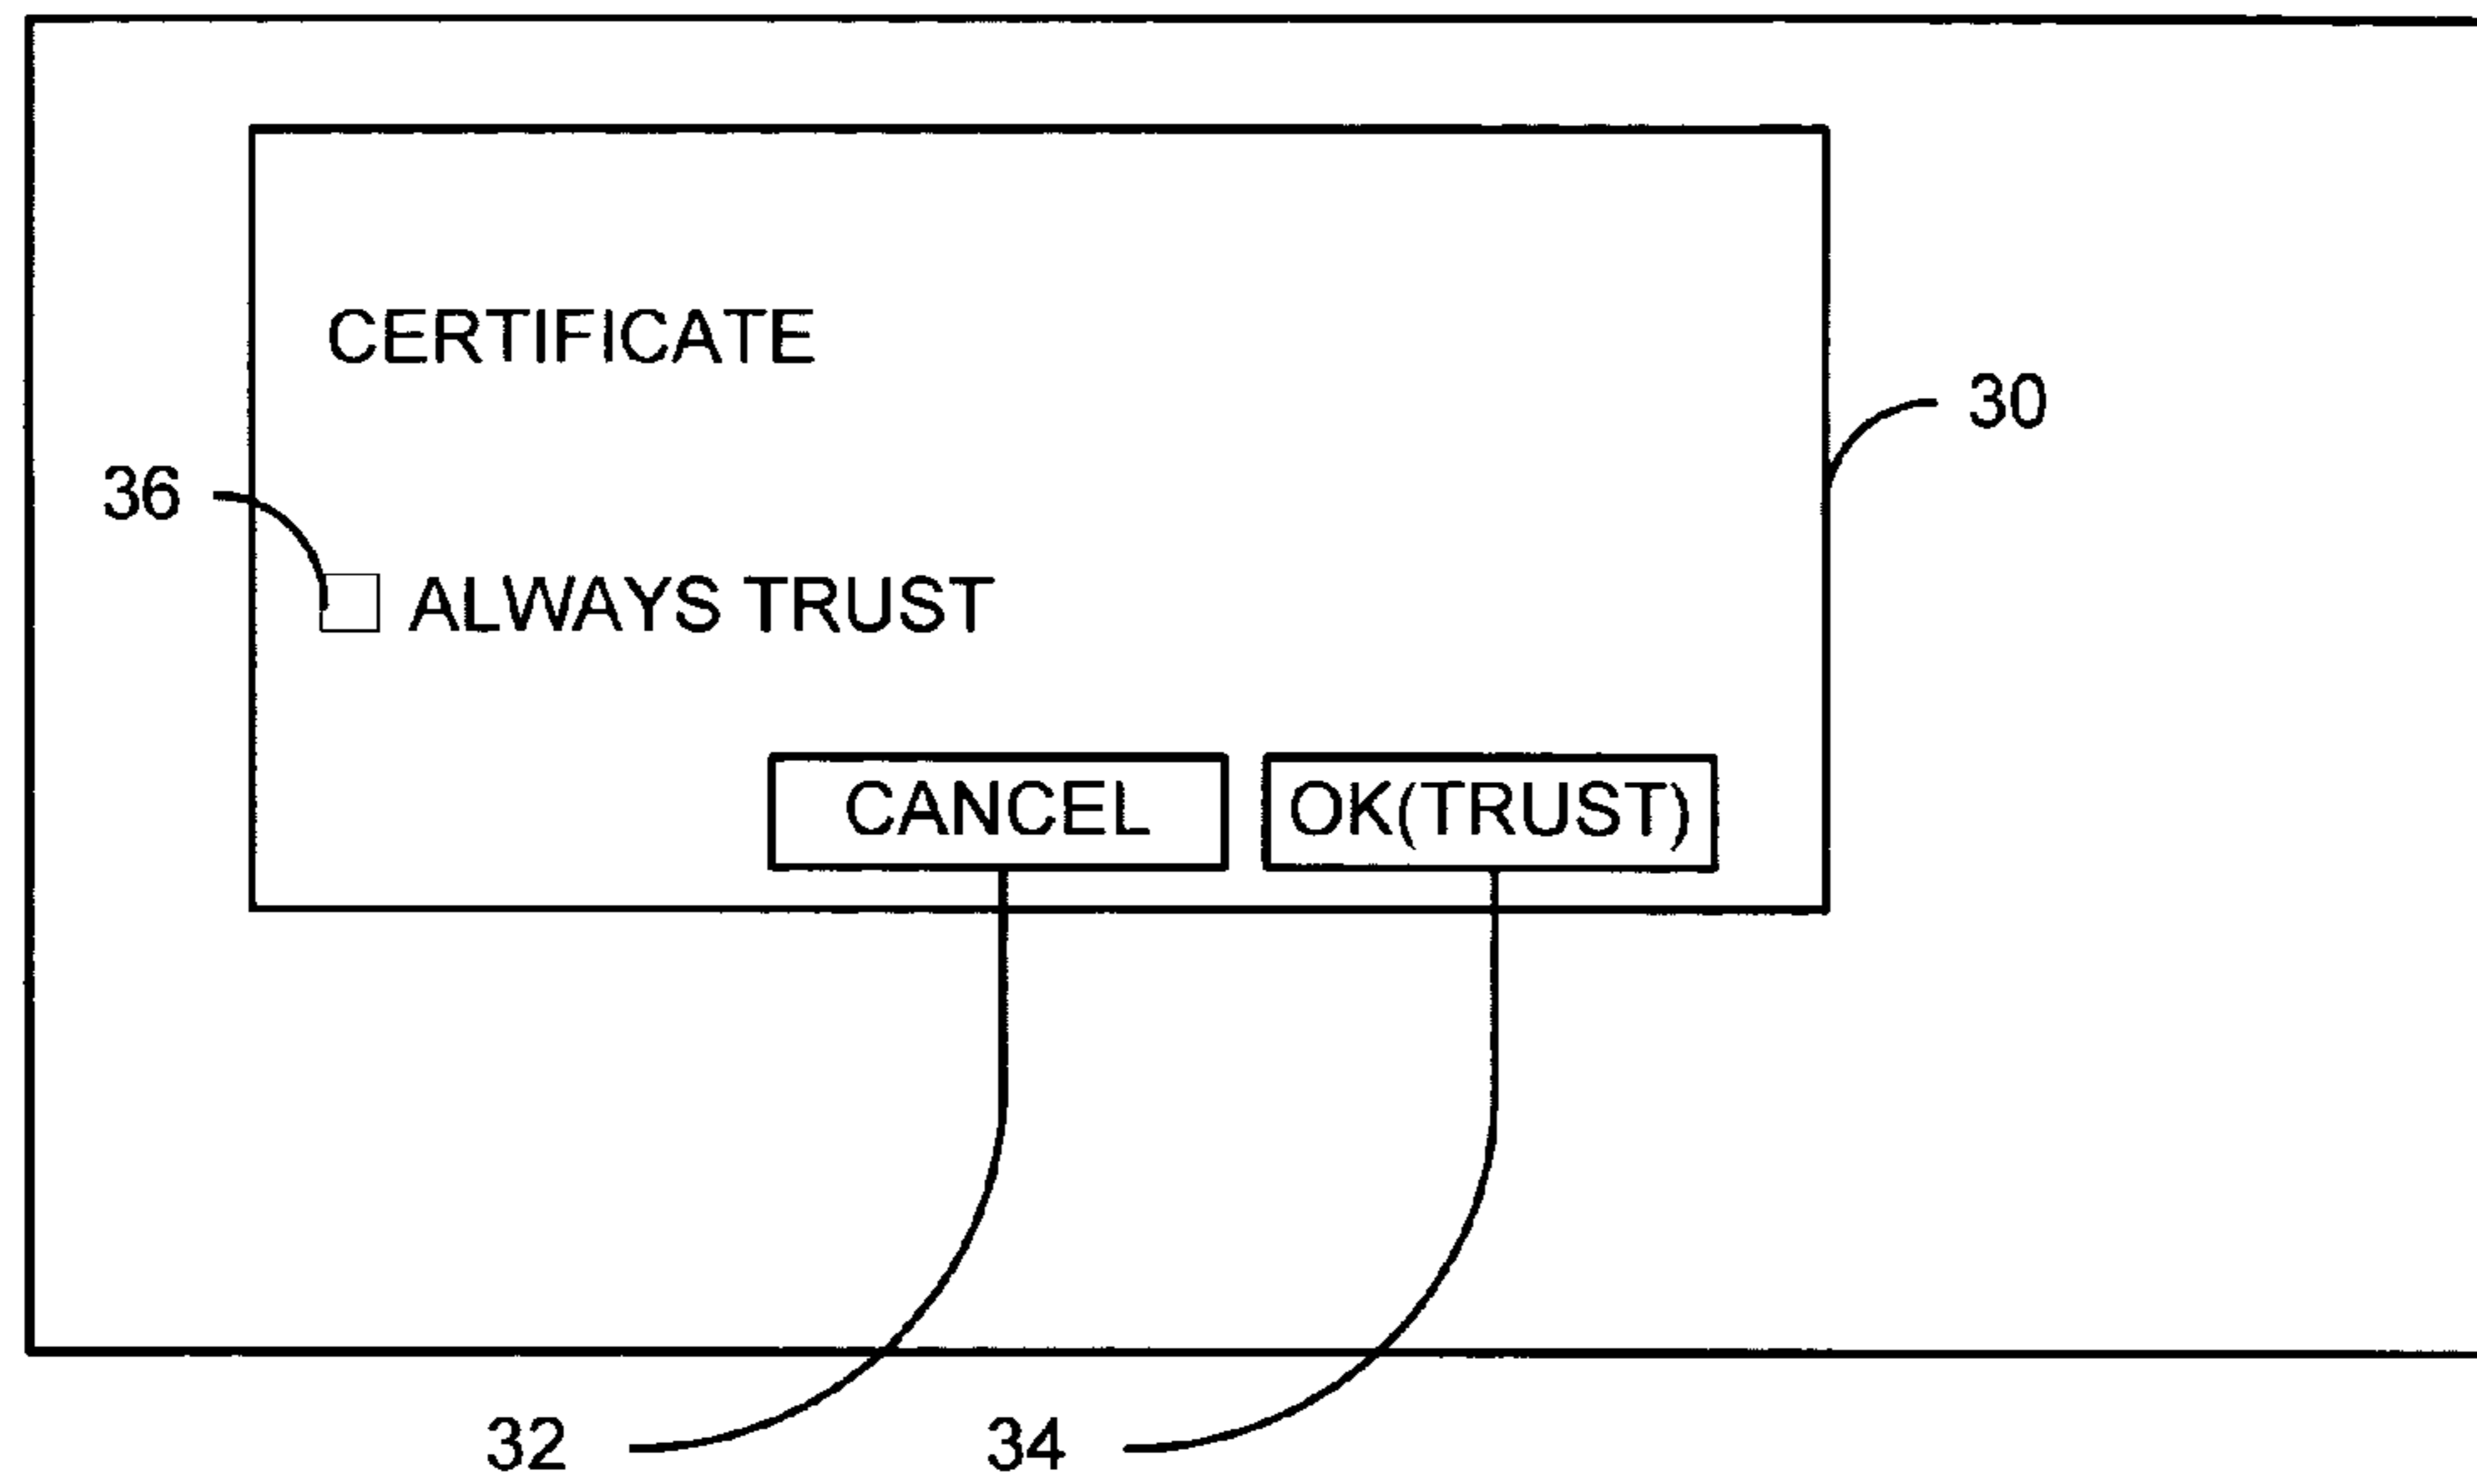 CERTIFICATE
30
36
ALWAYS TRUST
CANCEL
OK(TRUST)
32
34